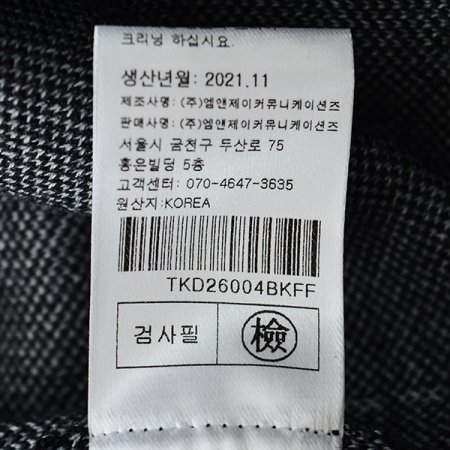 크리닝 하십시요.
생산년월: 2021.11
제조사명: (주)엠앤제이커뮤니케이션즈
판매사명: (주)엠앤제이커뮤니케이션즈
서울시 금천구 두산로 75
홍은빌딩 5층
고객센터: 070-4647-3635
원산지:KOREA
TKD26004BKFF
검사필 檢